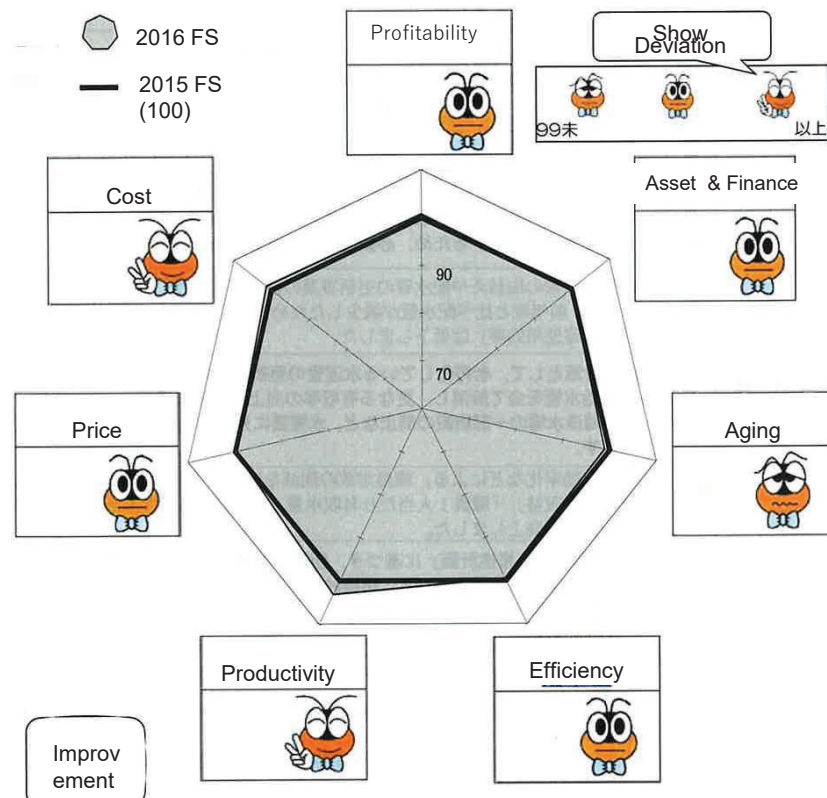 2016 FS
2015 FS
(100)
Profitability
Show
Deviation
99未
以上
Cost
Asset & Finance
90
70
Price
Aging
Productivity
Efficiency
Improv
ement